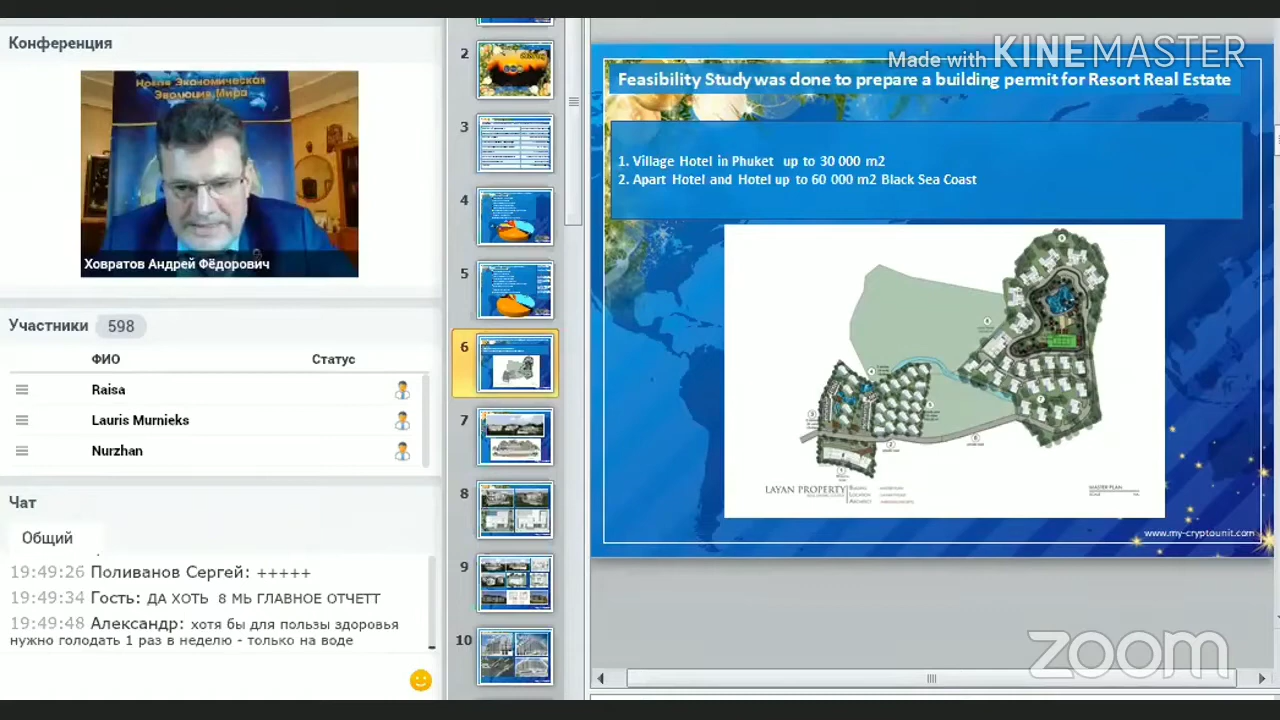 Конференция
Новая Экономическая
Эволюция Мира
Ховратов Андрей Фёдорович
Участники 598
ФИО Статус
Raisa
Lauris Murnieks
Nurzhan
Чат
Общий
19:49:26 Поливанов Сергей: +++++
19:49:34 Гость: ДА ХОТЬ 8 МЬ ГЛАВНОЕ ОТЧЕТТ
19:49:48 Александр: хотя бы для пользы здоровья
нужно голодать 1 раз в неделю - только на воде
2
3
4
5
6
7
8
9
10
Made with KINEMASTER
Feasibility Study was done to prepare a building permit for Resort Real Estate
1. Village Hotel in Phuket up to 30 000 m2
2. Apart Hotel and Hotel up to 60 000 m2 Black Sea Coast
LAYAN PROPERTY
MASTER PLAN
www.my-cryptounit.com
zoom